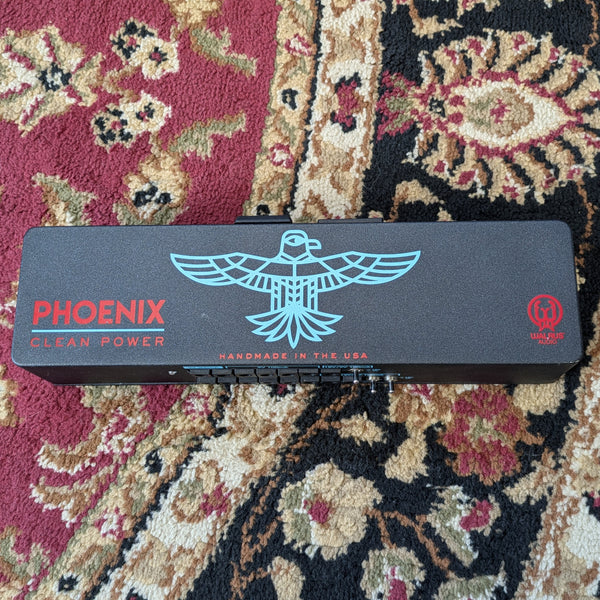 PHOENIX
CLEAN POWER
HANDMADE IN THE USA
WALRUS
AUDIO